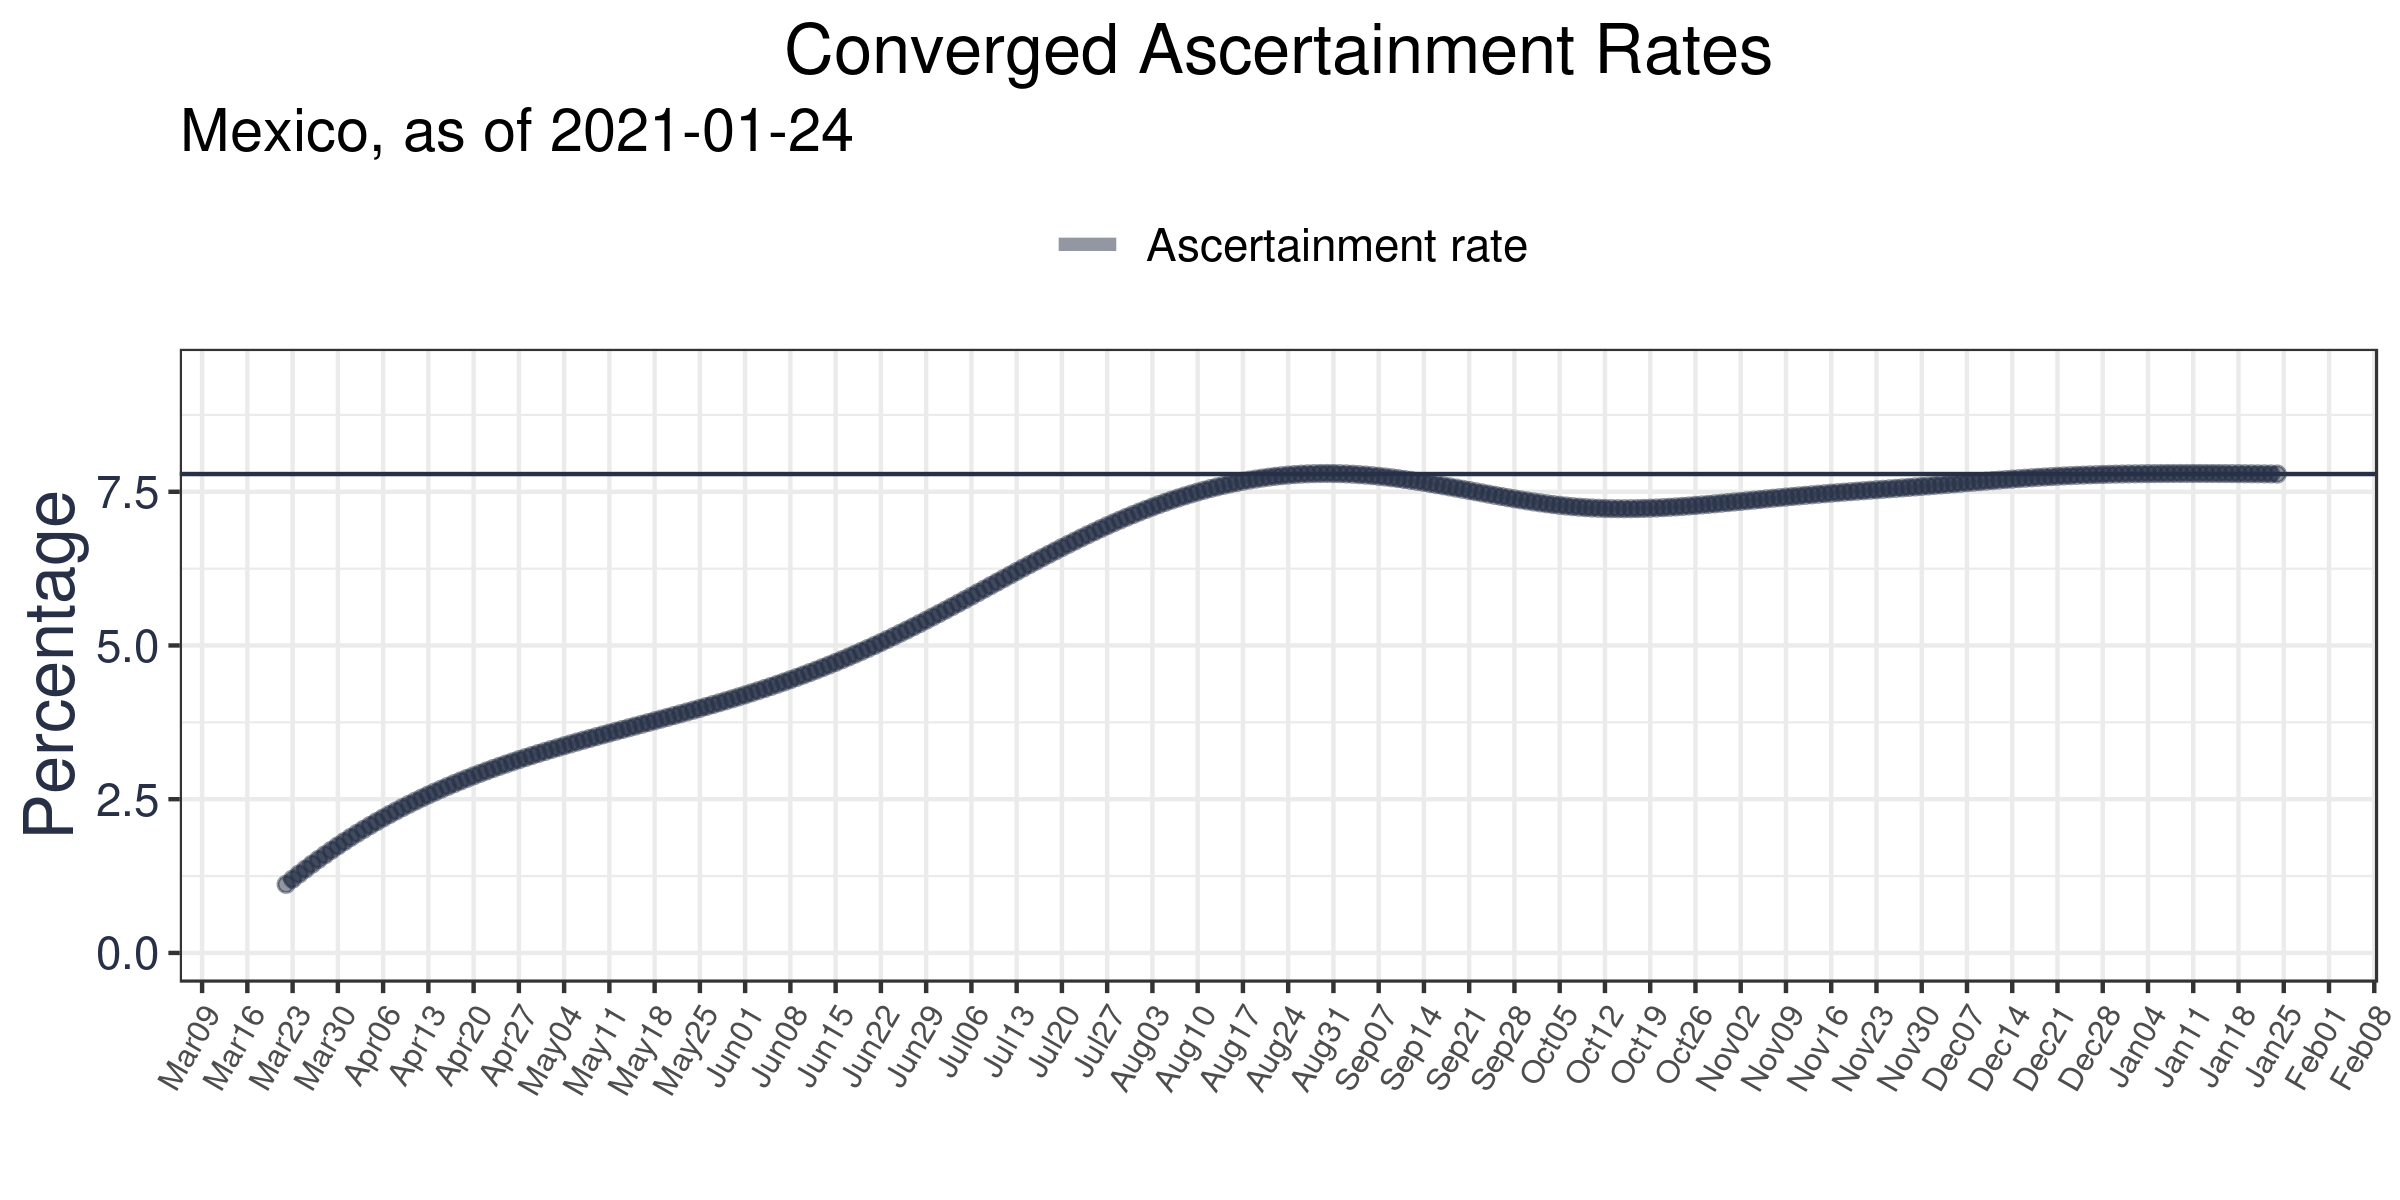 Converged Ascertainment Rates
Mexico, as of 2021-01-24
Ascertainment rate
Percentage
7.5
5.0
2.5
0.0
Mar09 Mar16 Mar23 Mar30 Apr06 Apr13 Apr20 Apr27 May04 May11 May18 May25 Jun01 Jun08 Jun15 Jun22 Jun29 Jul06 Jul13 Jul20 Jul27 Aug03 Aug10 Aug17 Aug24 Aug31 Sep07 Sep14 Sep21 Sep28 Oct05 Oct12 Oct19 Oct26 Nov02 Nov09 Nov16 Nov23 Nov30 Dec07 Dec14 Dec21 Dec28 Jan04 Jan11 Jan18 Jan25 Feb01 Feb08